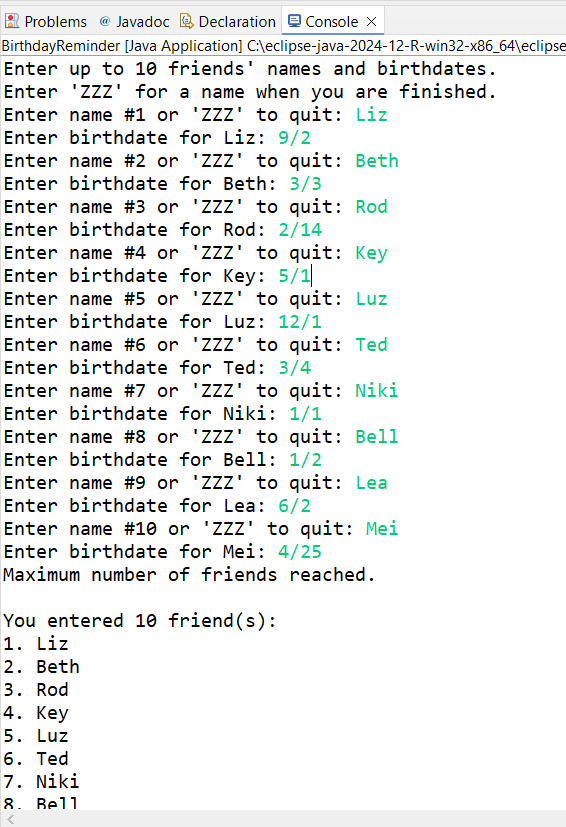 Problems @ Javadoc Declaration Console
BirthdayReminder [Java Application] C:\eclipse-java-2024-12-R-win32-x86_64\eclipse
Enter up to 10 friends' names and birthdates.
Enter 'ZZZ' for a name when you are finished.
Enter name #1 or 'ZZZ' to quit: Liz
Enter birthdate for Liz: 9/2
Enter name #2 or 'ZZZ' to quit: Beth
Enter birthdate for Beth: 3/3
Enter name #3 or 'ZZZ' to quit: Rod
Enter birthdate for Rod: 2/14
Enter name #4 or 'ZZZ' to quit: Key
Enter birthdate for Key: 5/1
Enter name #5 or 'ZZZ' to quit: Luz
Enter birthdate for Luz: 12/1
Enter name #6 or 'ZZZ' to quit: Ted
Enter birthdate for Ted: 3/4
Enter name #7 or 'ZZZ' to quit: Niki
Enter birthdate for Niki: 1/1
Enter name #8 or 'ZZZ' to quit: Bell
Enter birthdate for Bell: 1/2
Enter name #9 or 'ZZZ' to quit: Lea
Enter birthdate for Lea: 6/2
Enter name #10 or 'ZZZ' to quit: Mei
Enter birthdate for Mei: 4/25
Maximum number of friends reached.

You entered 10 friend(s):
1. Liz
2. Beth
3. Rod
4. Key
5. Luz
6. Ted
7. Niki
8. Bell